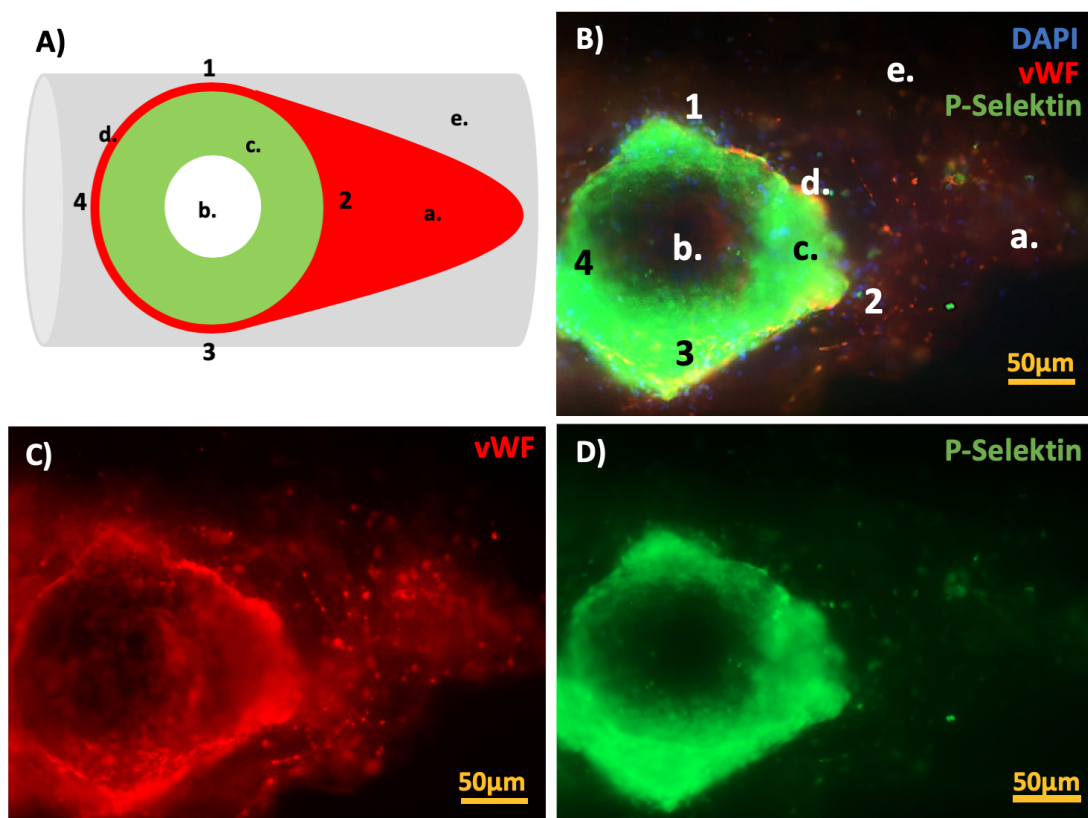 A)
1
d.
c.
e.
4
b.
2
a.
3
B)
DAPI
vWF
P-Selektin
e.
1
d.
a.
b.
c.
4
2
3
50µm
C)
vWF
50µm
D)
P-Selektin
50µm